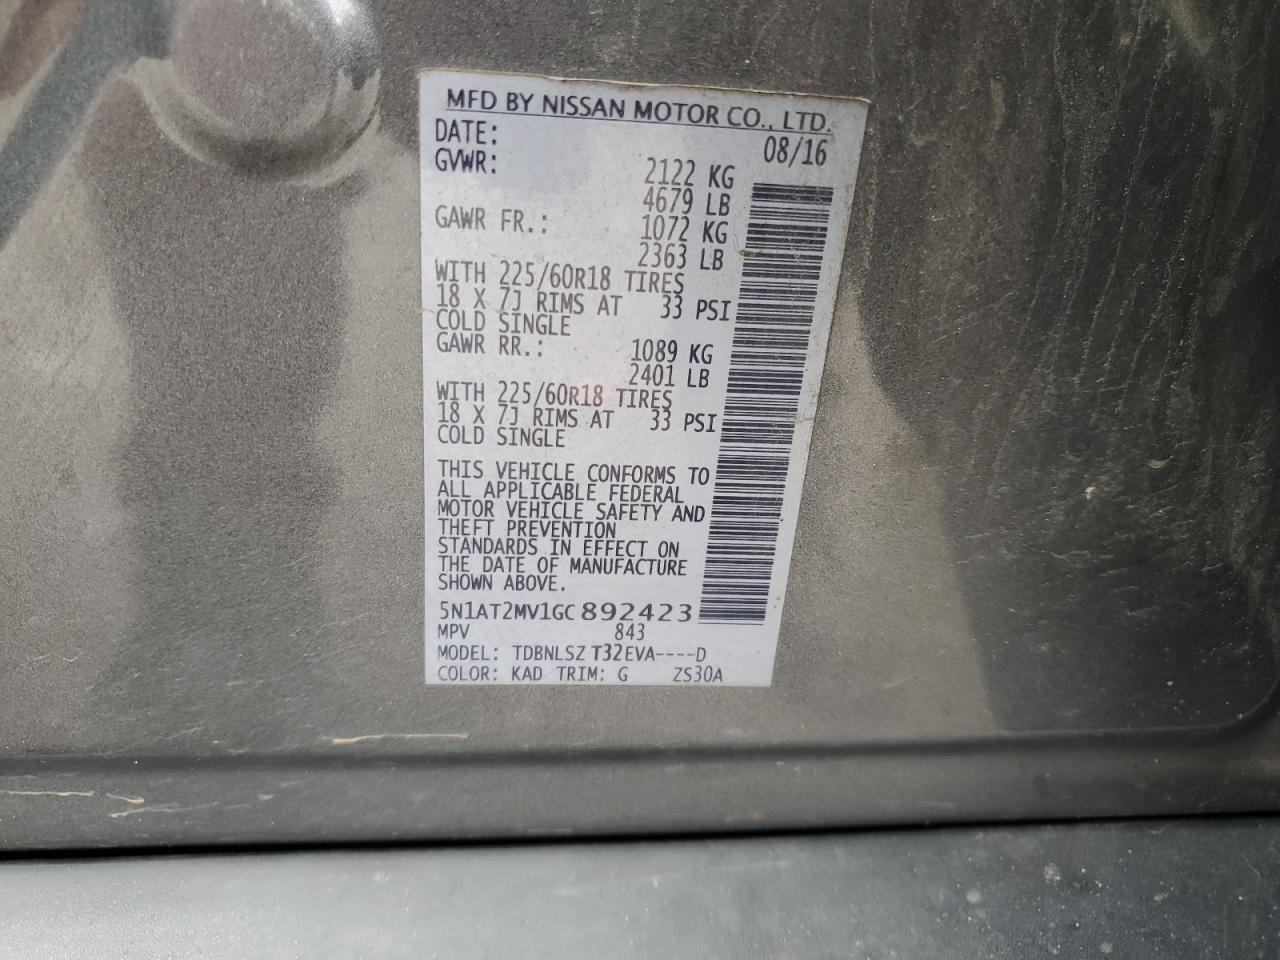 MFD BY NISSAN MOTOR CO., LTD.
DATE: 08/16
GVWR: 2122 KG
4679 LB
GAWR FR.: 1072 KG
2363 LB
WITH 225/60R18 TIRES
18 X 7J RIMS AT 33 PSI
COLD SINGLE
GAWR RR.: 1089 KG
2401 LB
WITH 225/60R18 TIRES
18 X 7J RIMS AT 33 PSI
COLD SINGLE
THIS VEHICLE CONFORMS TO
ALL APPLICABLE FEDERAL
MOTOR VEHICLE SAFETY AND
THEFT PREVENTION
STANDARDS IN EFFECT ON
THE DATE OF MANUFACTURE
SHOWN ABOVE.
5N1AT2MV1GC892423
MPV 843
MODEL: TDBNLSZ T32EVA----D
COLOR: KAD TRIM: G ZS30A